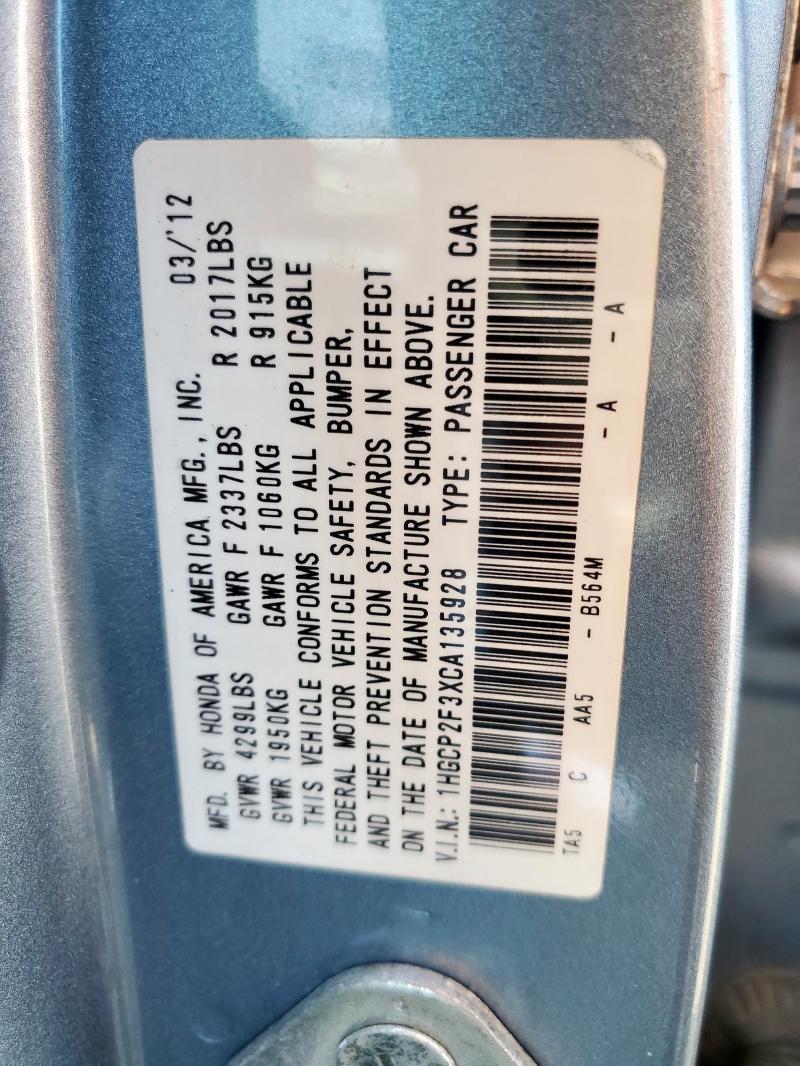 MFD. BY HONDA OF AMERICA MFG., INC. 03/'12
GVWR 4299LBS GAWR F 2337LBS R 2017LBS
GVWR 1950KG GAWR F 1060KG R 915KG
THIS VEHICLE CONFORMS TO ALL APPLICABLE
FEDERAL MOTOR VEHICLE SAFETY, BUMPER,
AND THEFT PREVENTION STANDARDS IN EFFECT
ON THE DATE OF MANUFACTURE SHOWN ABOVE.
V.I.N.: 1HGCP2F3XCA135928 TYPE: PASSENGER CAR
TA5 C AA5 - B564M - A - A